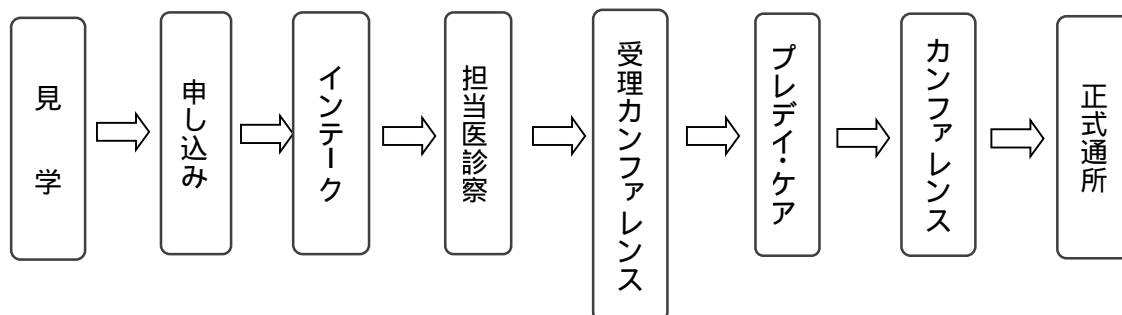 見学
申し込み
インテーク
担当医診察
受理カンファレンス
プレデイ・ケア
カンファレンス
正式通所